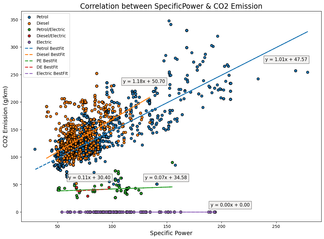 Correlation between SpecificPower & CO2 Emission
Petrol
Diesel
Petrol/Electric
Diesel/Electric
Electric
Petrol BestFit
Diesel BestFit
PE BestFit
DE BestFit
Electric BestFit
y = 1.01x + 47.57
y = 1.18x + 50.70
y = 0.11x + 30.40
y = 0.07x + 34.58
y = 0.00x + 0.00
CO2 Emission (g/km)
350
300
250
200
150
100
50
0
50
100
150
200
250
Specific Power